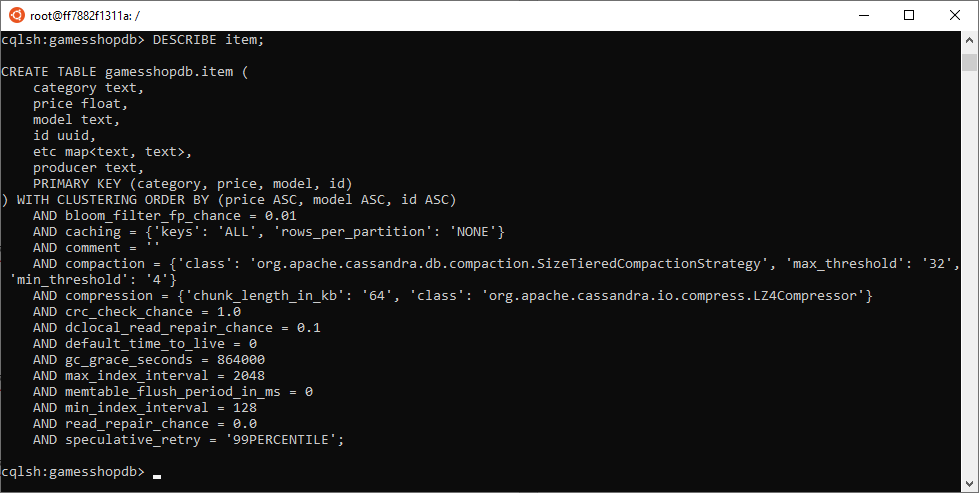 root@ff7882f1311a: /
cqlsh:gamesshopdb> DESCRIBE item;
CREATE TABLE gamesshopdb.item (
    category text,
    price float,
    model text,
    id uuid,
    etc map<text, text>,
    producer text,
    PRIMARY KEY (category, price, model, id)
) WITH CLUSTERING ORDER BY (price ASC, model ASC, id ASC)
    AND bloom_filter_fp_chance = 0.01
    AND caching = {'keys': 'ALL', 'rows_per_partition': 'NONE'}
    AND comment = ''
    AND compaction = {'class': 'org.apache.cassandra.db.compaction.SizeTieredCompactionStrategy', 'max_threshold': '32',
 'min_threshold': '4'}
    AND compression = {'chunk_length_in_kb': '64', 'class': 'org.apache.cassandra.io.compress.LZ4Compressor'}
    AND crc_check_chance = 1.0
    AND dclocal_read_repair_chance = 0.1
    AND default_time_to_live = 0
    AND gc_grace_seconds = 864000
    AND max_index_interval = 2048
    AND memtable_flush_period_in_ms = 0
    AND min_index_interval = 128
    AND read_repair_chance = 0.0
    AND speculative_retry = '99PERCENTILE';
cqlsh:gamesshopdb>